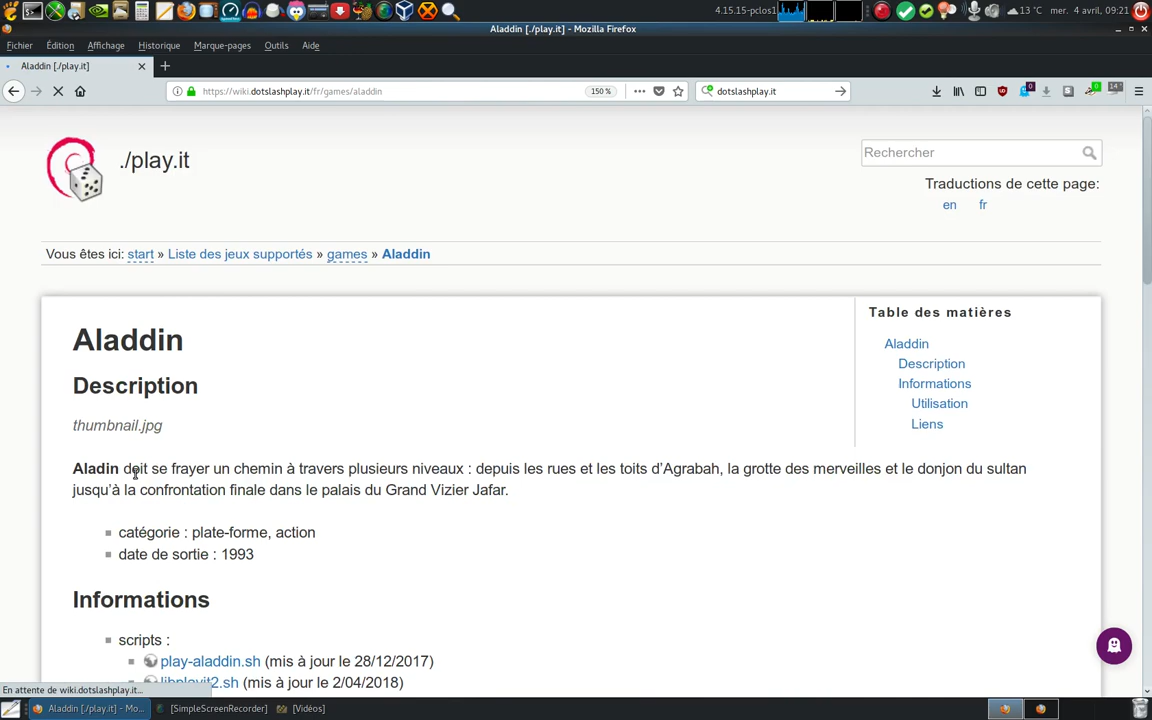 4.15.15-pclos1
13 °C
mer. 4 avril, 09:21
Aladdin [./play.it] - Mozilla Firefox
Fichier Édition Affichage Historique Marque-pages Outils Aide
Aladdin [./play.it]
https://wiki.dotslashplay.it/fr/games/aladdin
150 %
dotslashplay.it
./play.it
Rechercher
Traductions de cette page:
en fr
Vous êtes ici: start » Liste des jeux supportés » games » Aladdin
Table des matières
Aladdin
Description
Informations
Utilisation
Liens
Aladdin
Description
thumbnail.jpg
Aladin doit se frayer un chemin à travers plusieurs niveaux : depuis les rues et les toits d’Agrabah, la grotte des merveilles et le donjon du sultan
jusqu’à la confrontation finale dans le palais du Grand Vizier Jafar.
catégorie : plate-forme, action
date de sortie : 1993
Informations
scripts :
play-aladdin.sh (mis à jour le 28/12/2017)
libplayit2.sh (mis à jour le 2/04/2018)
En attente de wiki.dotslashplay.it…
Aladdin [./play.it] - Mo...
[SimpleScreenRecorder]
[Vidéos]